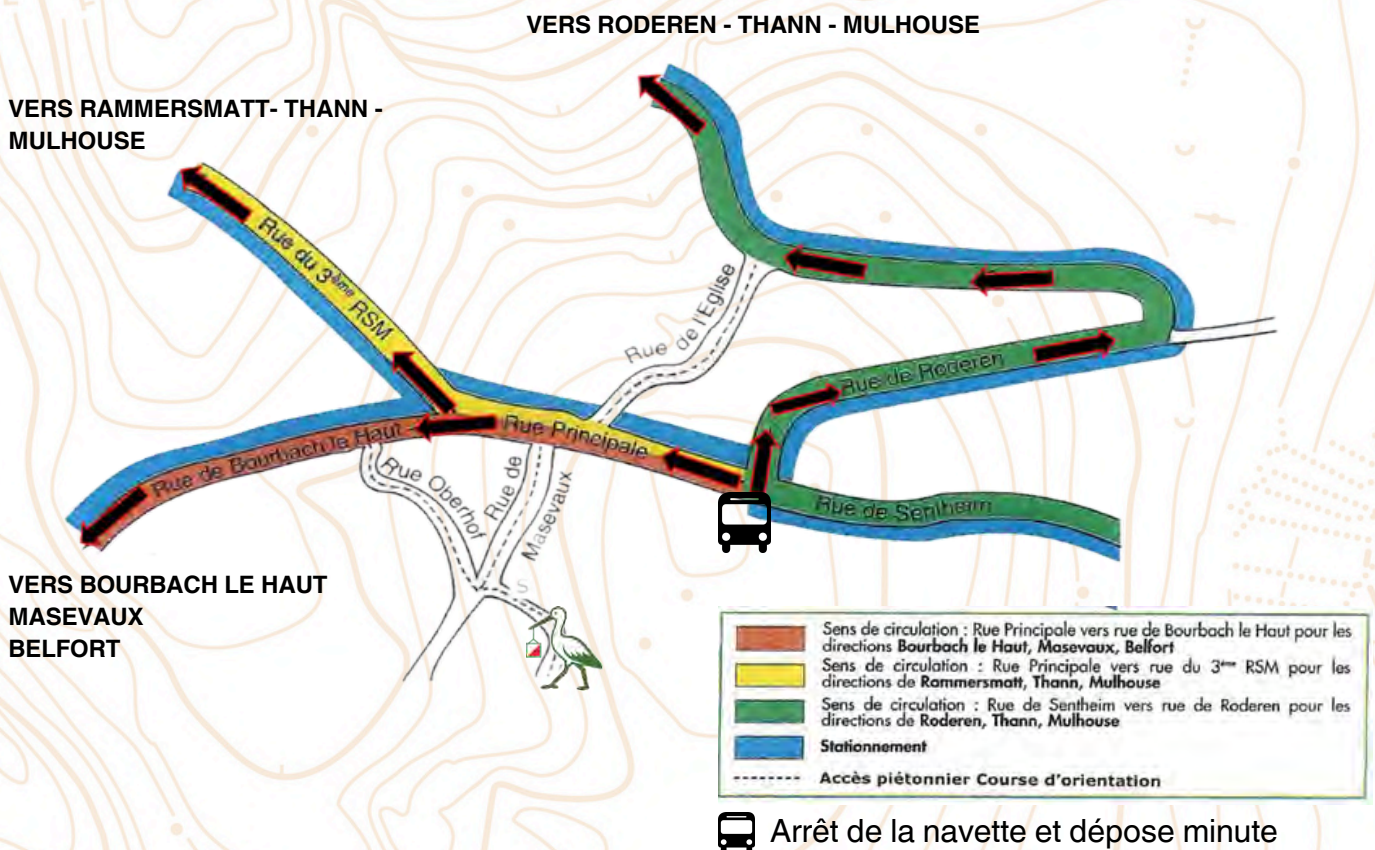 VERS RODEREN - THANN - MULHOUSE
VERS RAMMERSMATT- THANN -
MULHOUSE
Rue du 3ème RSM
Rue de l'Eglise
Rue de Roderen
Rue Principale
Rue de Bourbach le Haut
Rue Oberhof
Rue de
Masevaux
Rue de Sentheim
S
VERS BOURBACH LE HAUT
MASEVAUX
BELFORT
Sens de circulation : Rue Principale vers rue de Bourbach le Haut pour les
directions Bourbach le Haut, Masevaux, Belfort
Sens de circulation : Rue Principale vers rue du 3ème RSM pour les
directions de Rammersmatt, Thann, Mulhouse
Sens de circulation : Rue de Sentheim vers rue de Roderen pour les
directions de Roderen, Thann, Mulhouse
Stationnement
Accès piétonnier Course d'orientation
Arrêt de la navette et dépose minute